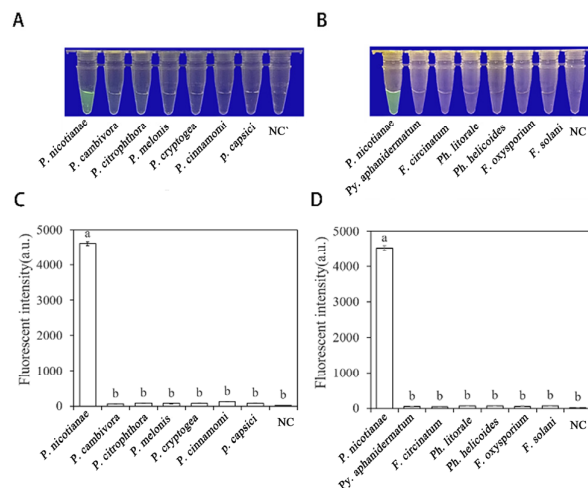 A
B
P. nicotianae
P. cambivora
P. citrophthora
P. melonis
P. cryptogea
P. cinnamomi
p. capsici
NC`
P. nicotianae
Py. aphanidermatum
F. circinatum
Ph. litorale
Ph. helicoides
F. oxysporium
F. solani
NC
C
D
Fluorescent intensity(a.u.)
5000
4000
3000
2000
1000
0
a
b
b
b
b
b
b
b
P. nicotianae
P. cambivora
P. citrophthora
P. melonis
P. cryptogea
P. cinnamomi
p. capsici
NC
Fluorescent intensity(a.u.)
5000
4000
3000
2000
1000
0
a
b
b
b
b
b
b
b
P. nicotianae
Py. aphanidermatum
F. circinatum
Ph. litorale
Ph. helicoides
F. oxysporium
F. solani
NC